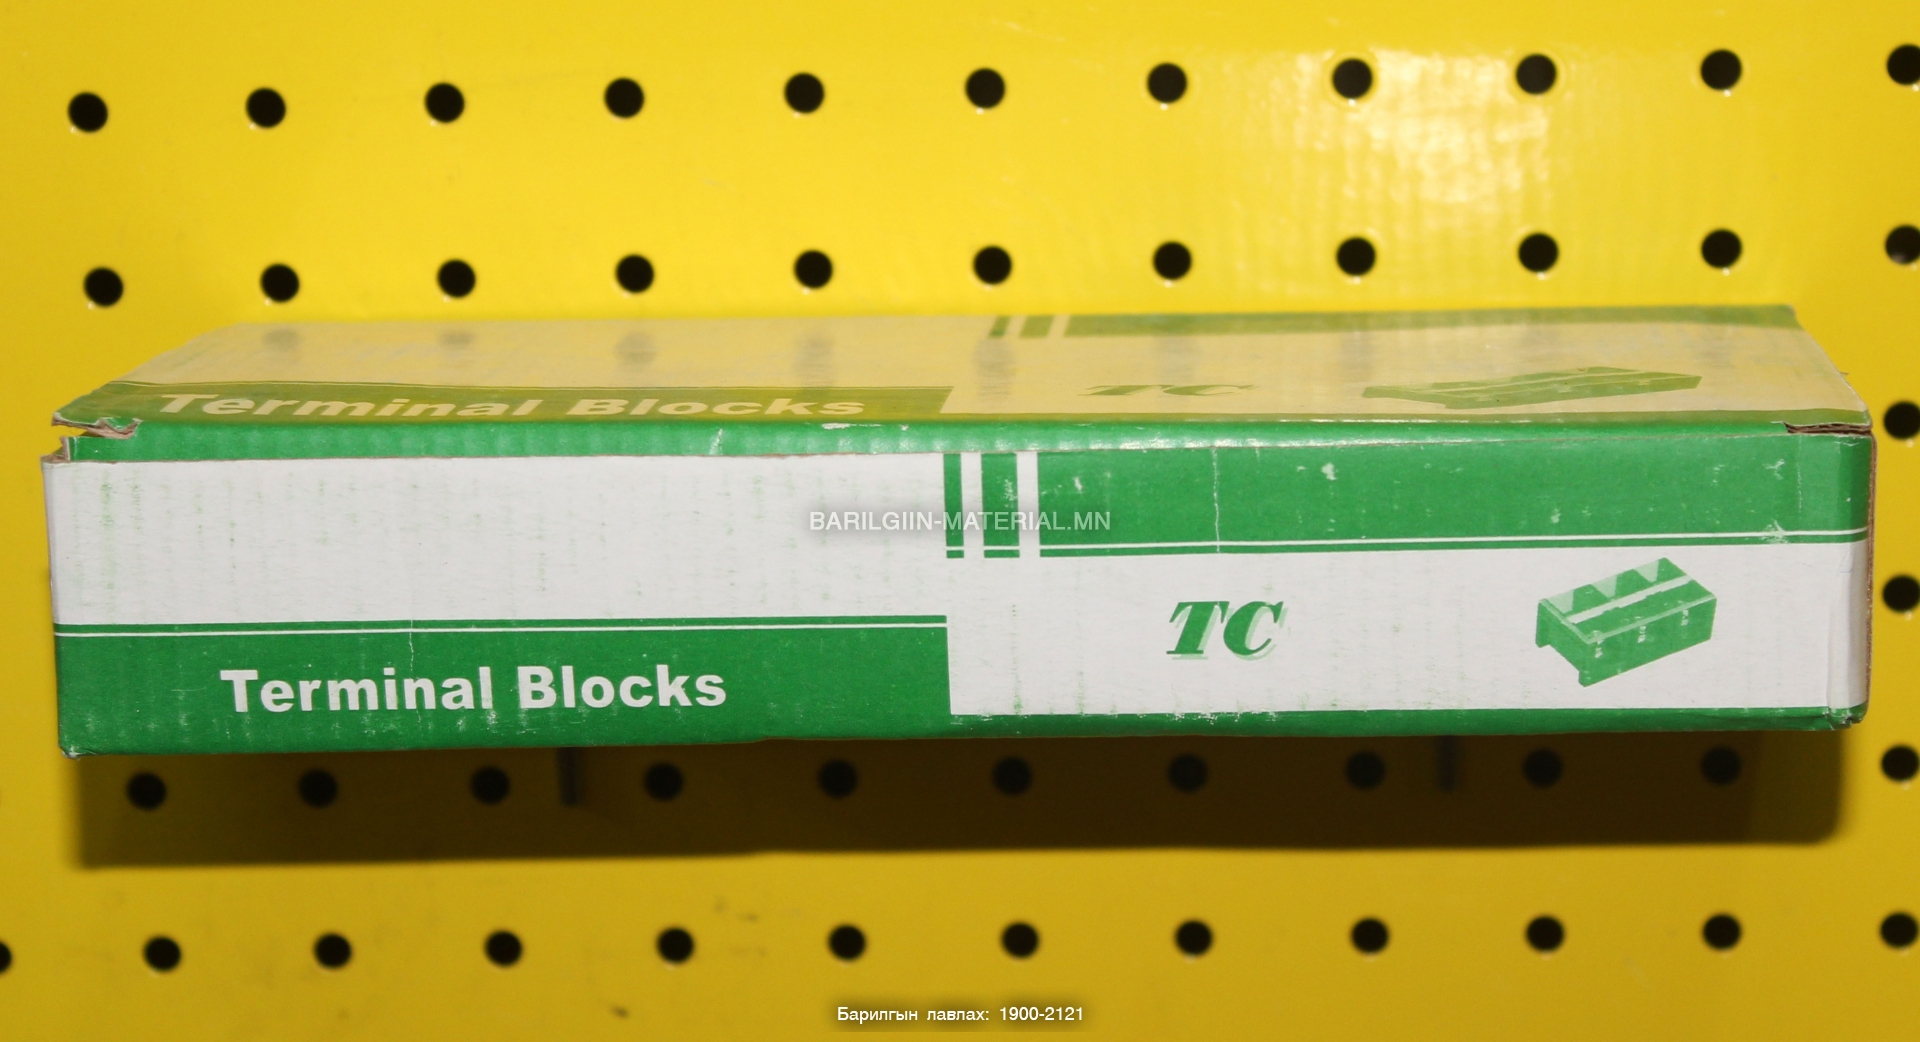 Terminal Blocks
TC
BARILGIIN-MATERIAL.MN
TC
Terminal Blocks
Барилгын лавлах: 1900-2121